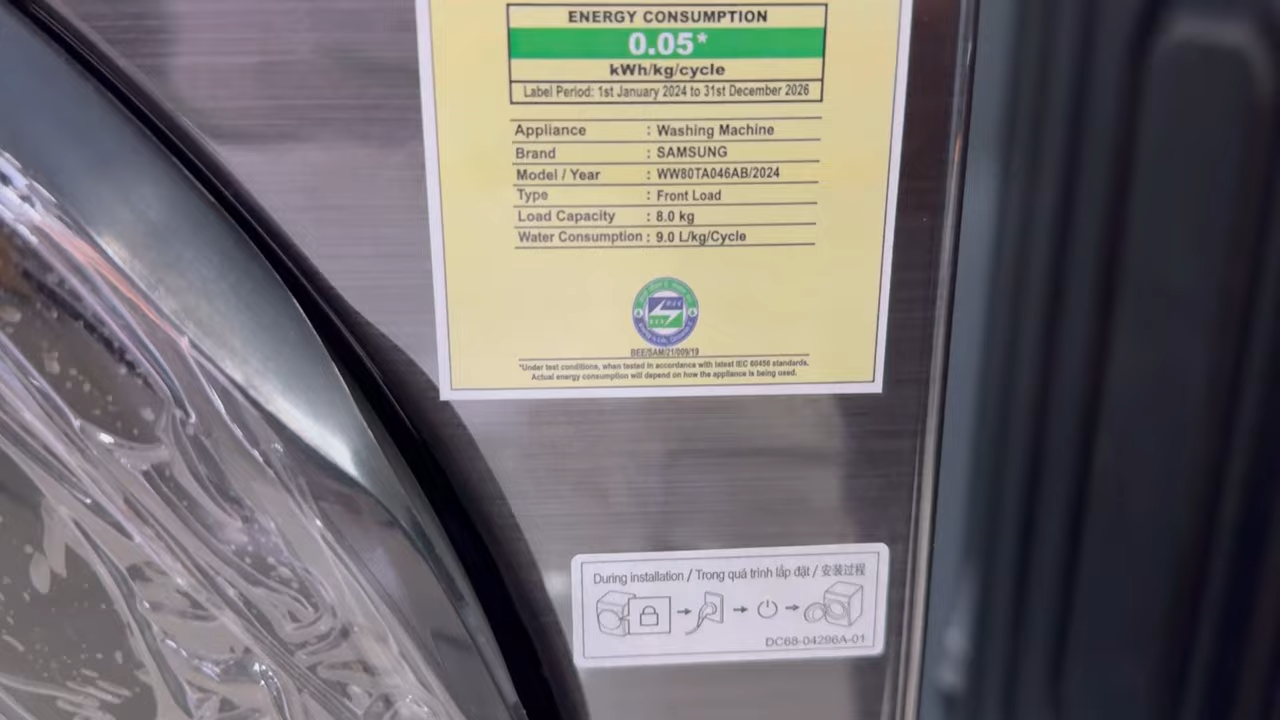 ENERGY CONSUMPTION
0.05*
kWh/kg/cycle
Label Period: 1st January 2024 to 31st December 2026
Appliance : Washing Machine
Brand : SAMSUNG
Model / Year : WW80TA046AB/2024
Type : Front Load
Load Capacity : 8.0 kg
Water Consumption : 9.0 L/kg/Cycle
BEE/SAM/21/009/19
*Under test conditions, when tested in accordance with latest IEC 60456 standards.
Actual energy consumption will depend on how the appliance is being used.
During installation / Trong quá trình lắp đặt / 安装过程
DC68-04296A-01